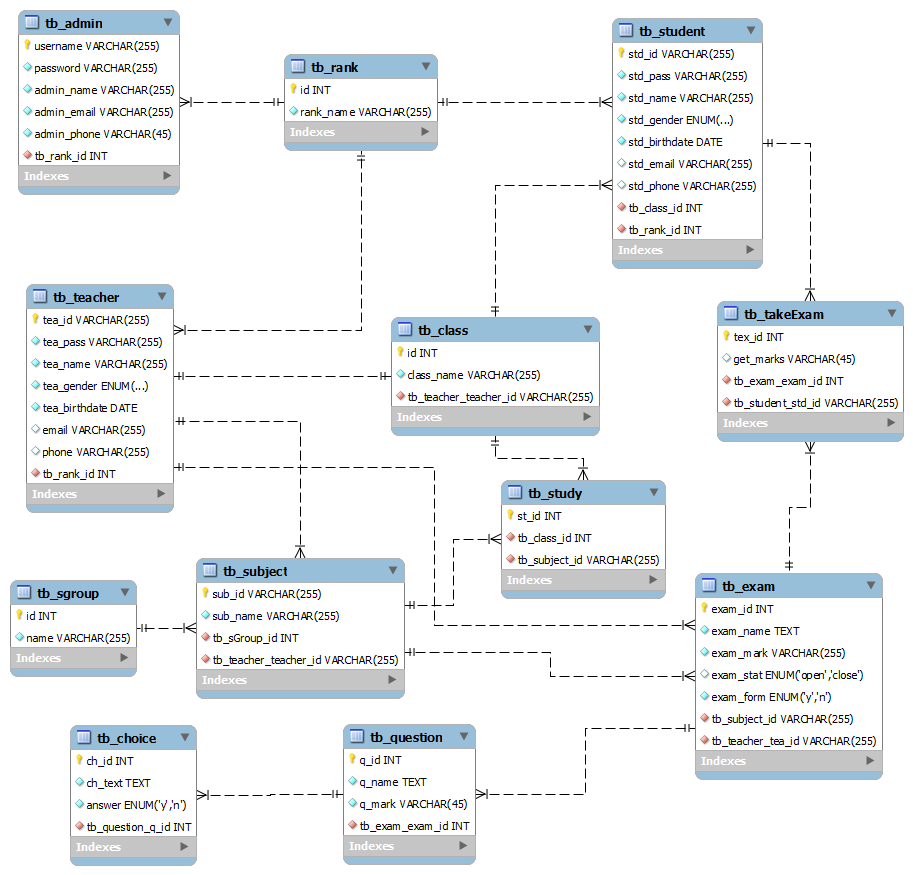 tb_admin
username VARCHAR(255)
password VARCHAR(255)
admin_name VARCHAR(255)
admin_email VARCHAR(255)
admin_phone VARCHAR(45)
tb_rank_id INT
Indexes
tb_rank
id INT
rank_name VARCHAR(255)
Indexes
tb_student
std_id VARCHAR(255)
std_pass VARCHAR(255)
std_name VARCHAR(255)
std_gender ENUM(...)
std_birthdate DATE
std_email VARCHAR(255)
std_phone VARCHAR(255)
tb_class_id INT
tb_rank_id INT
Indexes
tb_teacher
tea_id VARCHAR(255)
tea_pass VARCHAR(255)
tea_name VARCHAR(255)
tea_gender ENUM(...)
tea_birthdate DATE
email VARCHAR(255)
phone VARCHAR(255)
tb_rank_id INT
Indexes
tb_class
id INT
class_name VARCHAR(255)
tb_teacher_teacher_id VARCHAR(255)
Indexes
tb_takeExam
tex_id INT
get_marks VARCHAR(45)
tb_exam_exam_id INT
tb_student_std_id VARCHAR(255)
Indexes
tb_study
st_id INT
tb_class_id INT
tb_subject_id VARCHAR(255)
Indexes
tb_sgroup
id INT
name VARCHAR(255)
Indexes
tb_subject
sub_id VARCHAR(255)
sub_name VARCHAR(255)
tb_sGroup_id INT
tb_teacher_teacher_id VARCHAR(255)
Indexes
tb_exam
exam_id INT
exam_name TEXT
exam_mark VARCHAR(255)
exam_stat ENUM('open','close')
exam_form ENUM('y','n')
tb_subject_id VARCHAR(255)
tb_teacher_tea_id VARCHAR(255)
Indexes
tb_choice
ch_id INT
ch_text TEXT
answer ENUM('y','n')
tb_question_q_id INT
Indexes
tb_question
q_id INT
q_name TEXT
q_mark VARCHAR(45)
tb_exam_exam_id INT
Indexes